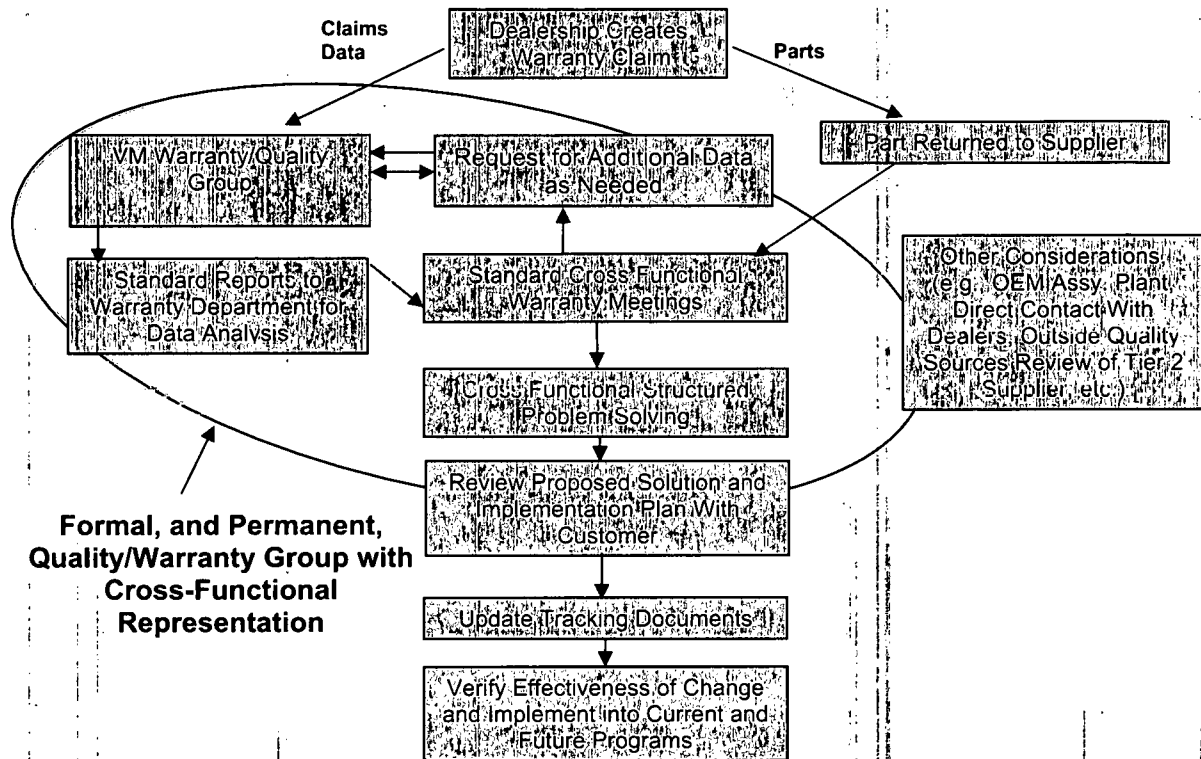 Claims
Data
Dealership Creates
Warranty Claim
Parts
VM Warranty/Quality
Group
Request for Additional Data
as Needed
Part Returned to Supplier
Standard Reports to
Warranty Department for
Data Analysis
Standard Cross Functional
Warranty Meetings
Other Considerations
(e.g. OEM Assy. Plant,
Direct Contact With
Dealers, Outside Quality
Sources Review of Tier 2
Supplier, etc.)
Cross Functional Structured
Problem Solving
Review Proposed Solution and
Implementation Plan With
Customer
Formal, and Permanent,
Quality/Warranty Group with
Cross-Functional
Representation
Update Tracking Documents
Verify Effectiveness of Change
and Implement into Current and
Future Programs